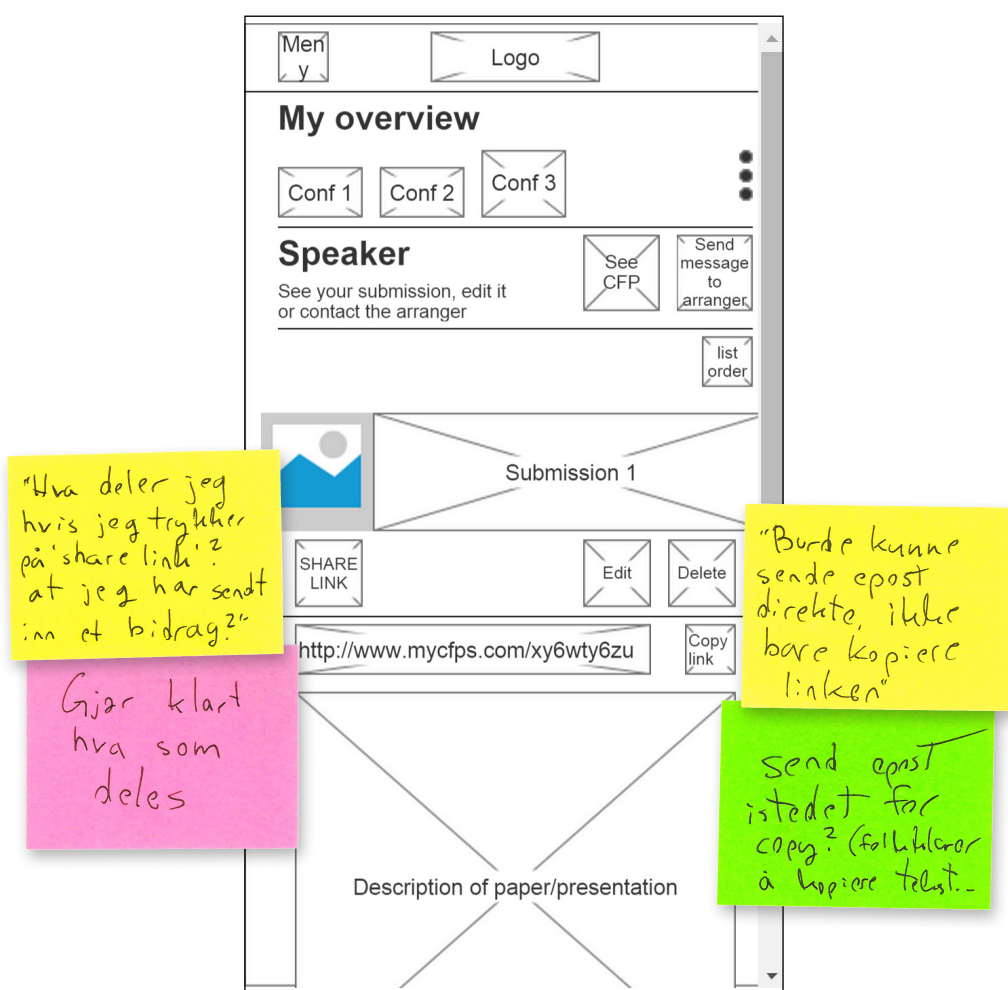 Men
y
Logo
My overview
Conf 1
Conf 2
Conf 3
Speaker
See your submission, edit it
or contact the arranger
See
CFP
Send
message
to
arranger
list
order
Submission 1
SHARE
LINK
Edit
Delete
http://www.mycfps.com/xy6wty6zu
Copy
link
Description of paper/presentation
"Hva deler jeg
hvis jeg trykker
på 'share link'?
at jeg har sendt
inn et bidrag?"
Gjør klart
hva som
deles
"Burde kunne
sende epost
direkte, ikke
bare kopiere
linken"
Send epost
istedet for
copy? (folk klarer
å kopiere tekst..